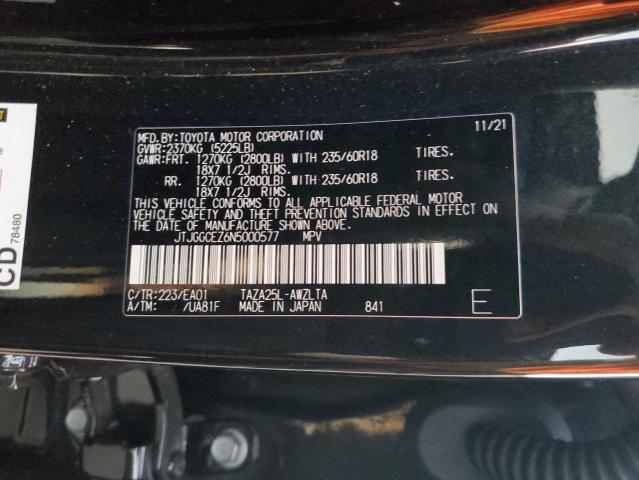 MFD.BY:TOYOTA MOTOR CORPORATION 11/21
GVWR:2370KG (5225LB)
GAWR:FRT. 1270KG (2800LB) WITH 235/60R18 TIRES.
18X7 1/2J RIMS.
RR. 1270KG (2800LB) WITH 235/60R18 TIRES.
18X7 1/2J RIMS.
THIS VEHICLE CONFORMS TO ALL APPLICABLE FEDERAL MOTOR
VEHICLE SAFETY AND THEFT PREVENTION STANDARDS IN EFFECT
ON THE DATE OF MANUFACTURE SHOWN ABOVE.
JTJGGCEZ6N5000577 MPV
C/TR:223/EA01 TAZA25L-AWZLTA
A/TM: /UA81F MADE IN JAPAN 841
E
CD 78480